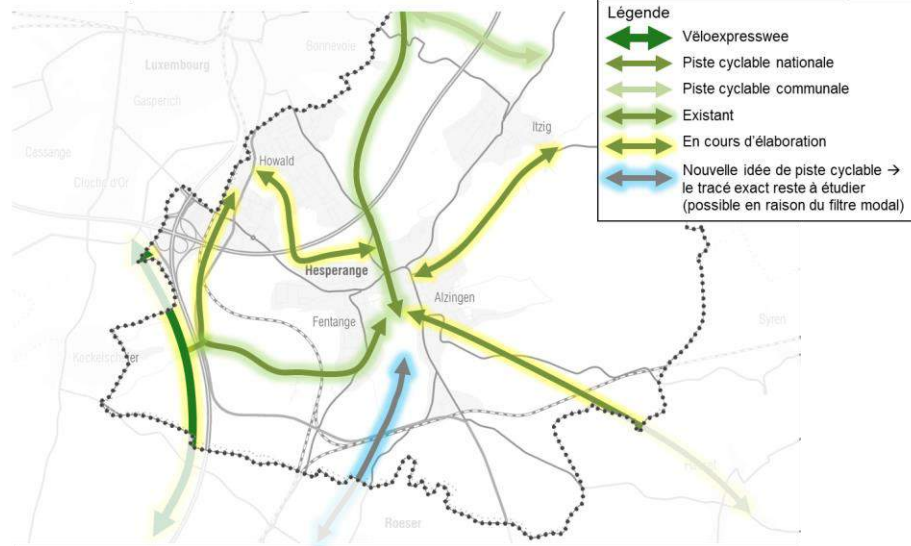 Légende
Vëloexpresswee
Piste cyclable nationale
Piste cyclable communale
Existant
En cours d'élaboration
Nouvelle idée de piste cyclable →
le tracé exact reste à étudier
(possible en raison du filtre modal)
Bonnevoie
Luxembourg
Gasperich
Itzig
Cessange
Howald
Cloche d'Or
Hesperange
Alzingen
Fentange
Syren
Kockelscheuer
Roeser